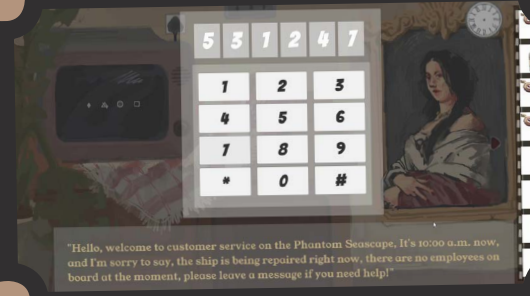 5 3 1 2 4 7
1 2 3
4 5 6
7 8 9
* 0 #
"Hello, welcome to customer service on the Phantom Seascape, It's 10:00 a.m. now,
and I'm sorry to say, the ship is being repaired right now, there are no employees on
board at the moment, please leave a message if you need help!"